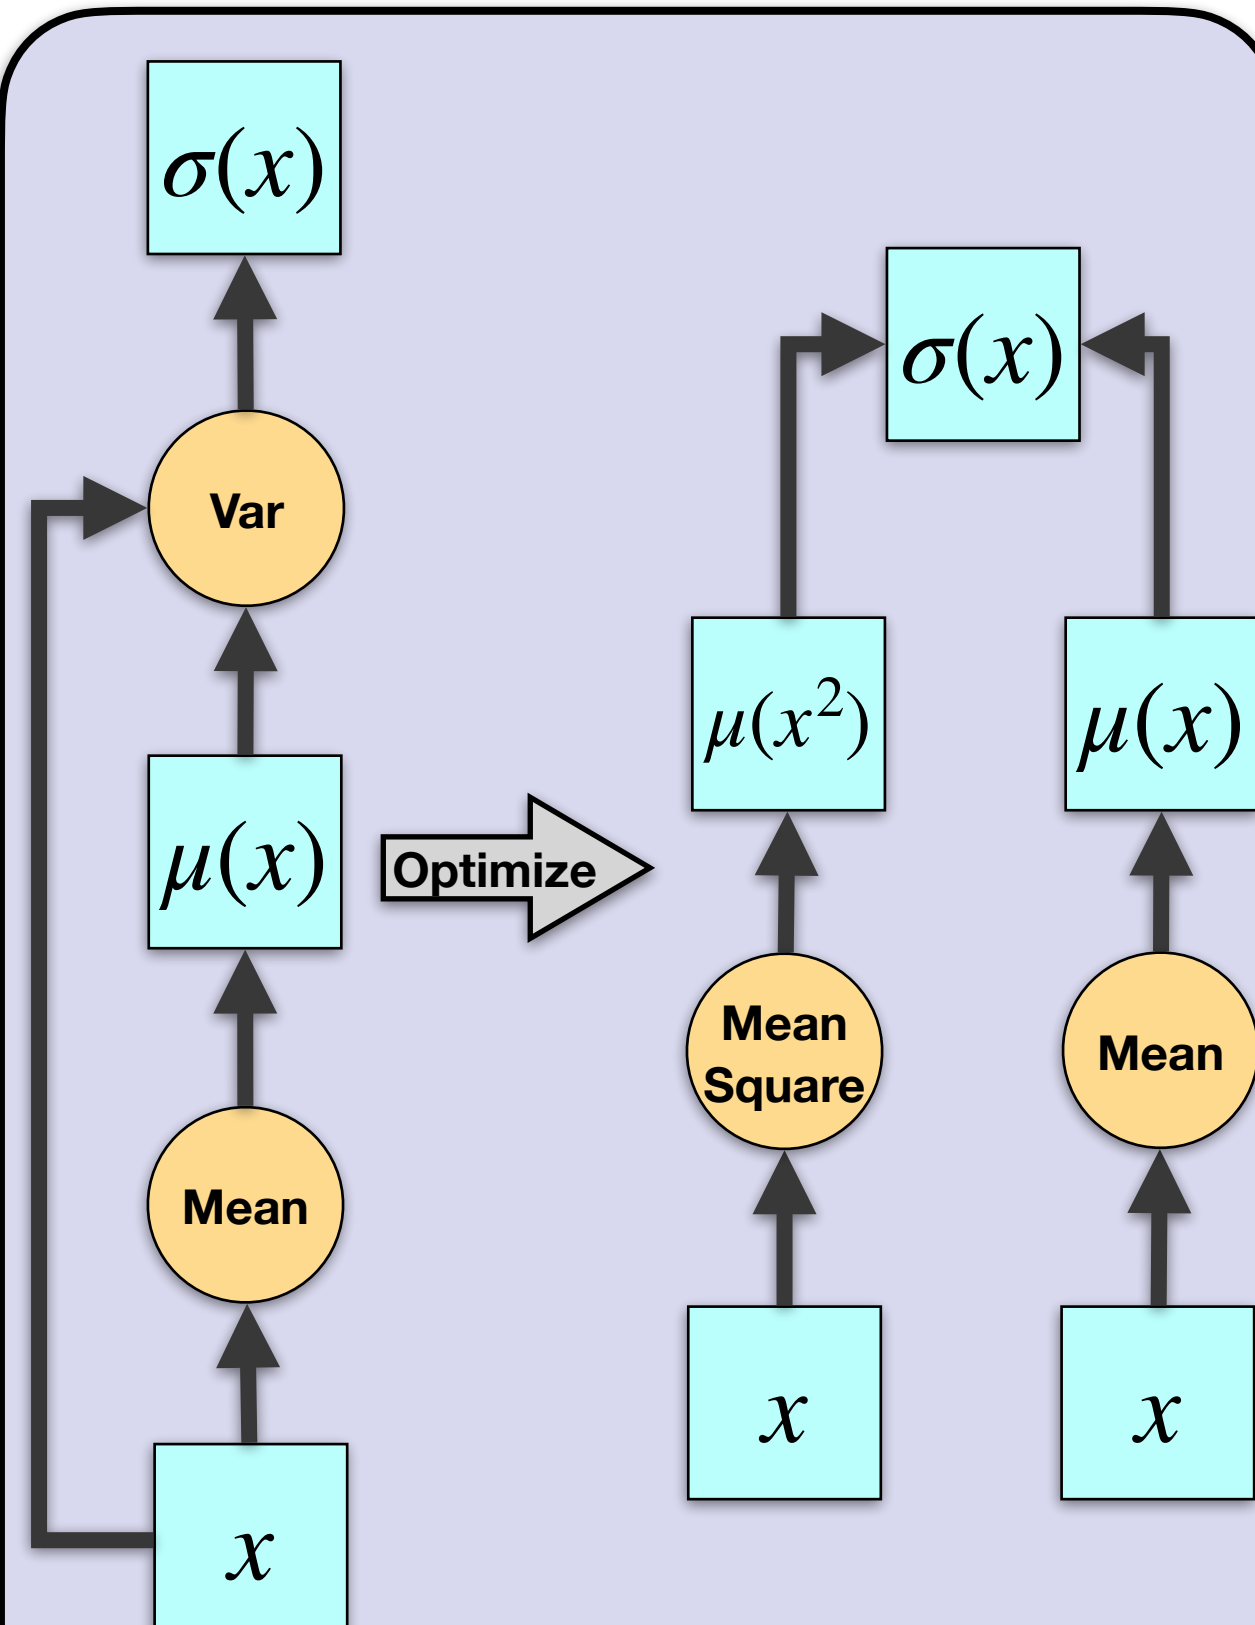 σ(x)
Var
μ(x)
Mean
x
Optimize
σ(x)
μ(x²)
μ(x)
Mean
Square
Mean
x
x